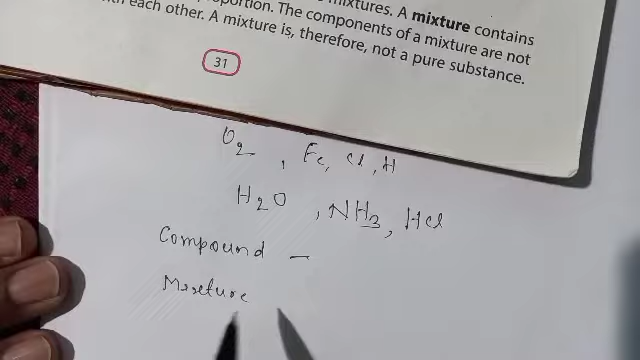 mixtures. A mixture contains
oportion. The components of a mixture are not
with each other. A mixture is, therefore, not a pure substance.
31
O2, Fe, Cl, H
H2O, NH3, HCl
Compound –
Mixture